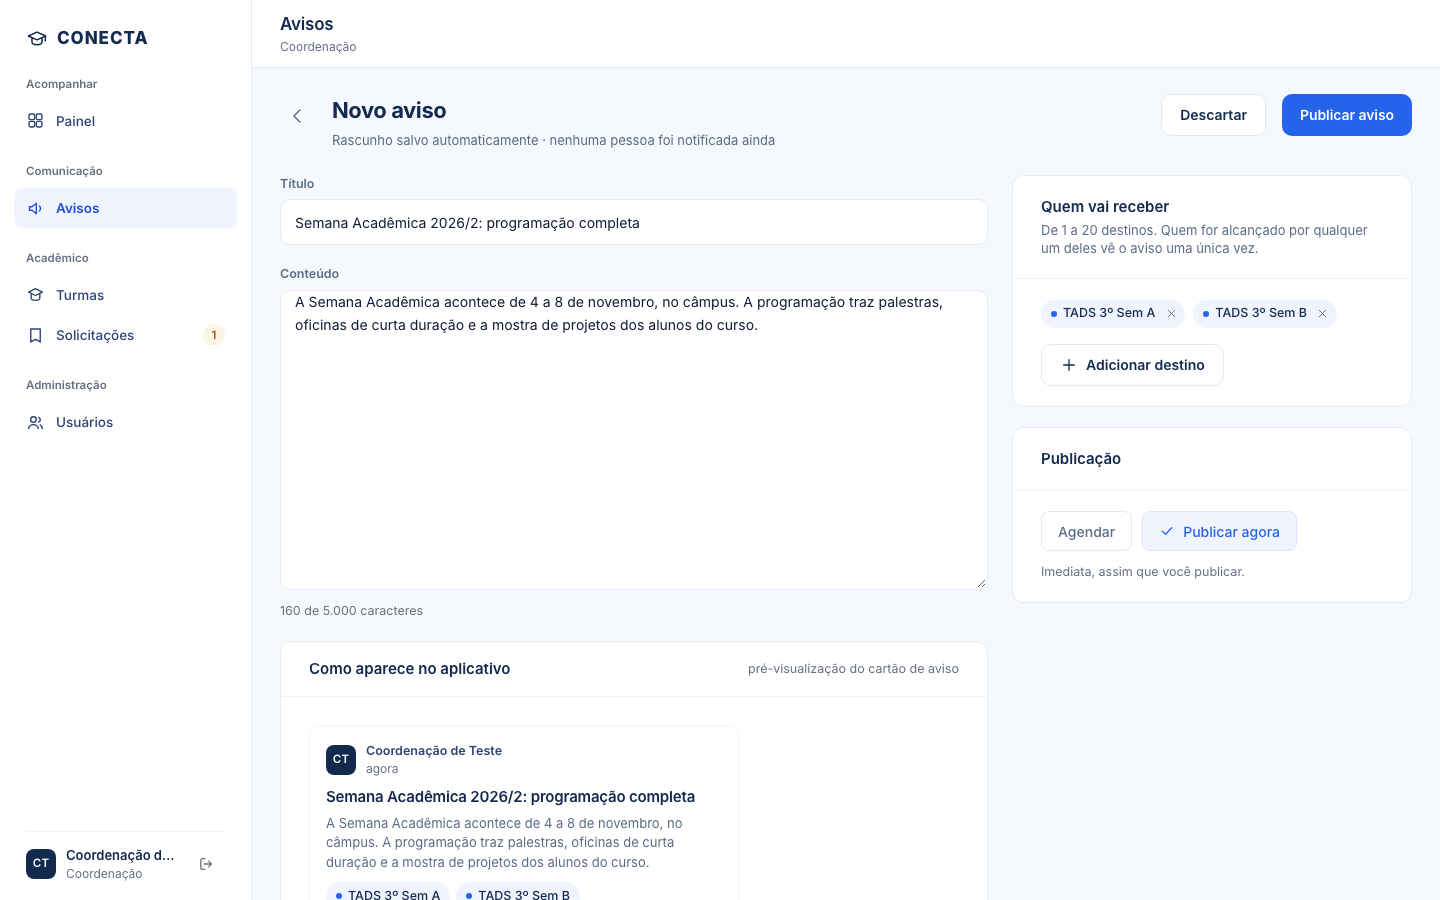 CONECTA
Acompanhar
Painel
Comunicação
Avisos
Acadêmico
Turmas
Solicitações 1
Administração
Usuários
CT
Coordenação d...
Coordenação
Avisos
Coordenação
Novo aviso
Rascunho salvo automaticamente · nenhuma pessoa foi notificada ainda
Descartar
Publicar aviso
Título
Semana Acadêmica 2026/2: programação completa
Conteúdo
A Semana Acadêmica acontece de 4 a 8 de novembro, no câmpus. A programação traz palestras,
oficinas de curta duração e a mostra de projetos dos alunos do curso.
160 de 5.000 caracteres
Como aparece no aplicativo
pré-visualização do cartão de aviso
CT
Coordenação de Teste
agora
Semana Acadêmica 2026/2: programação completa
A Semana Acadêmica acontece de 4 a 8 de novembro, no
câmpus. A programação traz palestras, oficinas de curta
duração e a mostra de projetos dos alunos do curso.
TADS 3º Sem A
TADS 3º Sem B
Quem vai receber
De 1 a 20 destinos. Quem for alcançado por qualquer
um deles vê o aviso uma única vez.
TADS 3º Sem A
TADS 3º Sem B
Adicionar destino
Publicação
Agendar
Publicar agora
Imediata, assim que você publicar.